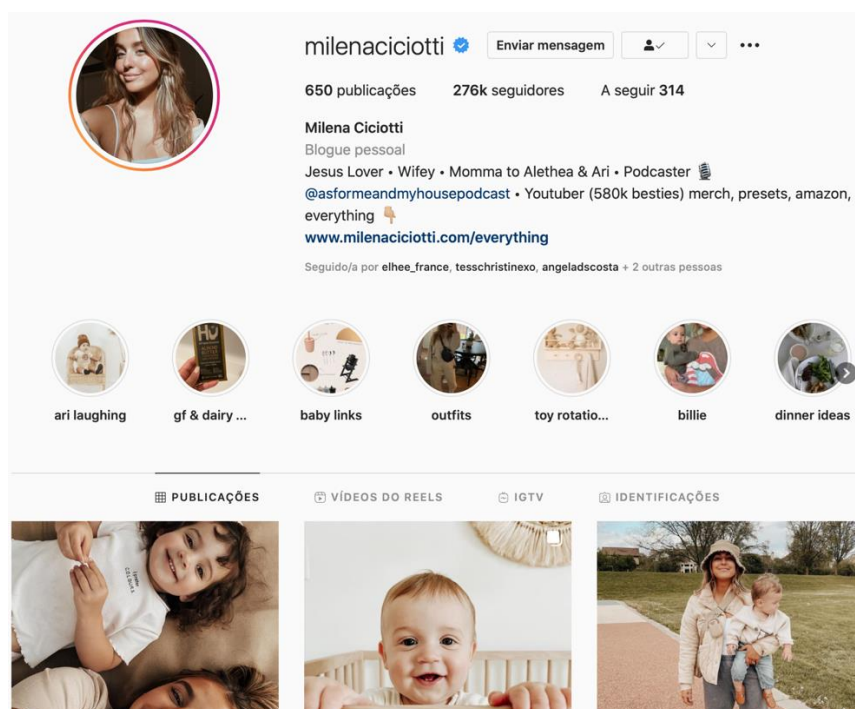 milenaciciotti
Enviar mensagem
650 publicações 276k seguidores A seguir 314
Milena Ciciotti
Blogue pessoal
Jesus Lover • Wifey • Momma to Alethea & Ari • Podcaster 🎙️
@asformeandmyhousepodcast • Youtuber (580k besties) merch, presets, amazon,
everything 👇🏼
www.milenaciciotti.com/everything
Seguido/a por elhee_france, tesschristinexo, angeladscosta + 2 outras pessoas
HU
ari laughing gf & dairy ... baby links outfits toy rotatio... billie dinner ideas
PUBLICAÇÕES VÍDEOS DO REELS IGTV IDENTIFICAÇÕES